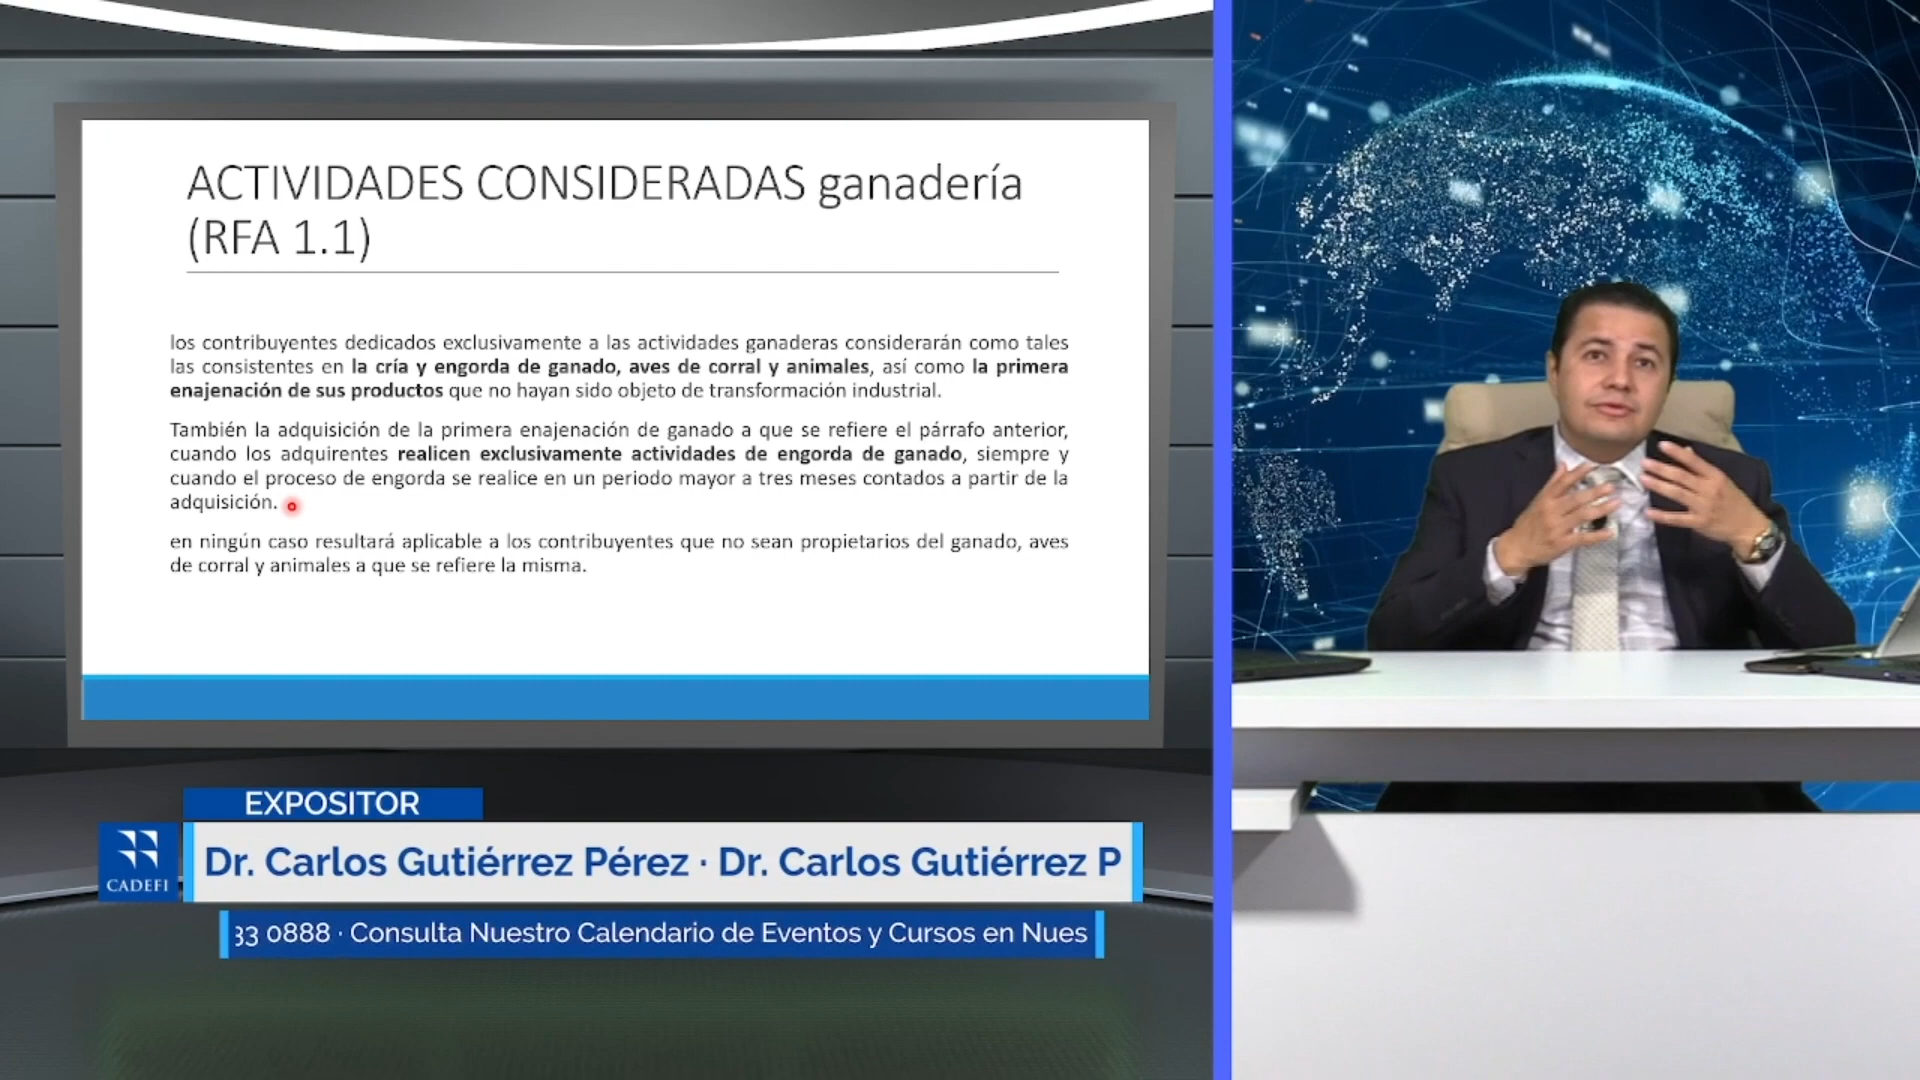 ACTIVIDADES CONSIDERADAS ganadería
(RFA 1.1)
los contribuyentes dedicados exclusivamente a las actividades ganaderas considerarán como tales
las consistentes en la cría y engorda de ganado, aves de corral y animales, así como la primera
enajenación de sus productos que no hayan sido objeto de transformación industrial.
También la adquisición de la primera enajenación de ganado a que se refiere el párrafo anterior,
cuando los adquirentes realicen exclusivamente actividades de engorda de ganado, siempre y
cuando el proceso de engorda se realice en un periodo mayor a tres meses contados a partir de la
adquisición.
en ningún caso resultará aplicable a los contribuyentes que no sean propietarios del ganado, aves
de corral y animales a que se refiere la misma.
EXPOSITOR
CADEFI
Dr. Carlos Gutiérrez Pérez · Dr. Carlos Gutiérrez P
33 0888 · Consulta Nuestro Calendario de Eventos y Cursos en Nues